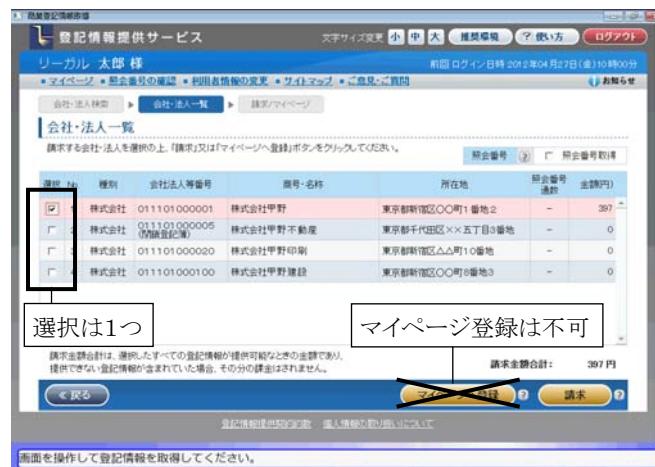 商業登記情報取得
登記情報提供サービス
文字サイズ変更 小 中 大 推奨環境 ? 使い方 ログアウト
リーガル 太郎 様
前回ログイン日時 2012年04月27日(金)10時00分
マイページ 照会番号の確認 利用者情報の変更 サイトマップ ご意見・ご質問 お知らせ
会社・法人検索 会社・法人一覧 請求/マイページ
会社・法人一覧
請求する会社・法人を選択の上、「請求」又は「マイページへ登録」ボタンをクリックしてください。
照会番号 ? 照会番号取得
選択 No 種別 会社法人等番号 商号・名称 所在地 照会番号通数 金額(円)
1 株式会社 011101000001 株式会社甲野 東京都新宿区○○町1番地2 - 397
2 株式会社 011101000005 (閉鎖登記簿) 株式会社甲野不動産 東京都千代田区××五丁目3番地 - 0
3 株式会社 011101000020 株式会社甲野印刷 東京都新宿区△△町10番地 - 0
4 株式会社 011101000100 株式会社甲野建設 東京都新宿区○○町8番地3 - 0
選択は1つ
マイページ登録は不可
請求金額合計は、選択したすべての登記情報が提供可能なときの金額であり、
提供できない登記情報が含まれていた場合、その分の課金はされません。
請求金額合計: 397 円
≪ 戻る マイページへ登録 ? 請求 ?
登記情報提供契約約款 個人情報の取り扱いについて
画面を操作して登記情報を取得してください。